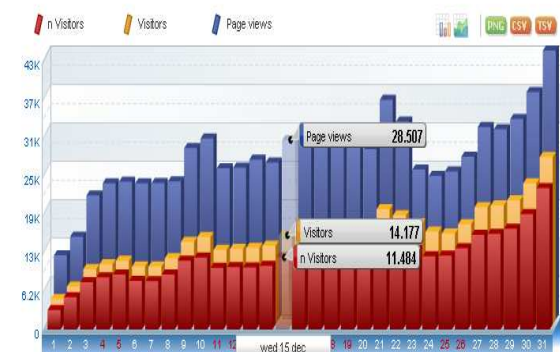 n Visitors Visitors Page views PNG CSV TSV
43K
37K
31K
25K
19K
13K
6.2K
0
Page views 28.507
Visitors 14.177
n Visitors 11.484
1 2 3 4 5 6 7 8 9 10 11 12 wed 15 dec 18 19 20 21 22 23 24 25 26 27 28 29 30 31